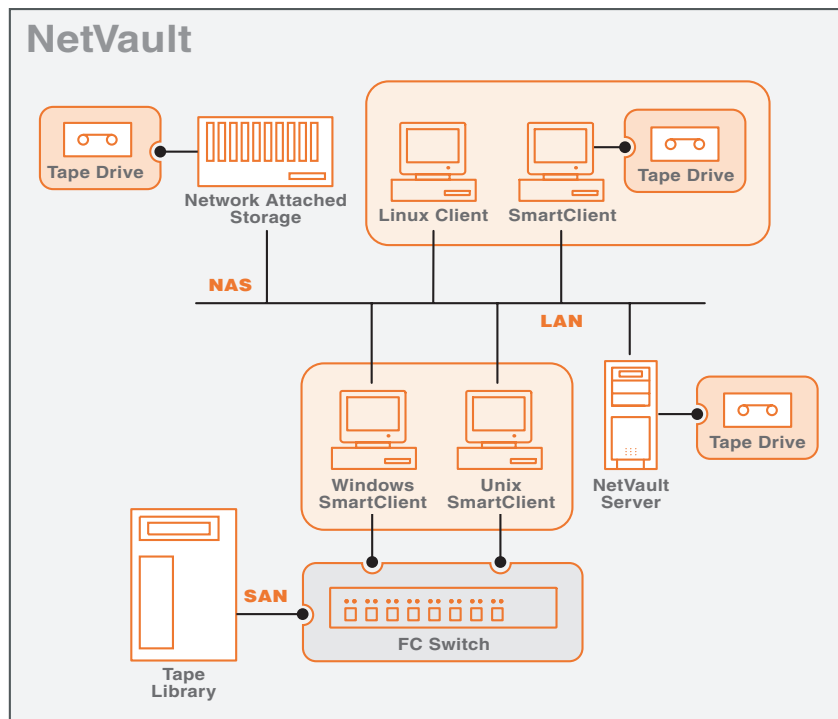 NetVault
Tape Drive
Network Attached
Storage
Linux Client
SmartClient
Tape Drive
NAS
LAN
Windows
SmartClient
Unix
SmartClient
NetVault
Server
Tape Drive
SAN
FC Switch
Tape
Library